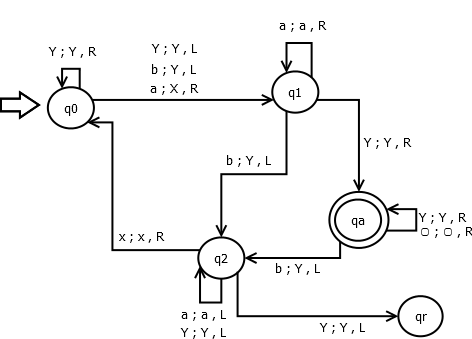 Y;Y,R
Y;Y,L
b;Y,L
a;X,R
a;a,R
q0
q1
Y;Y,R
b;Y,L
qa
Y;Y,R
▢;▢,R
x;x,R
q2
b;Y,L
a;a,L
Y;Y,L
Y;Y,L
qr